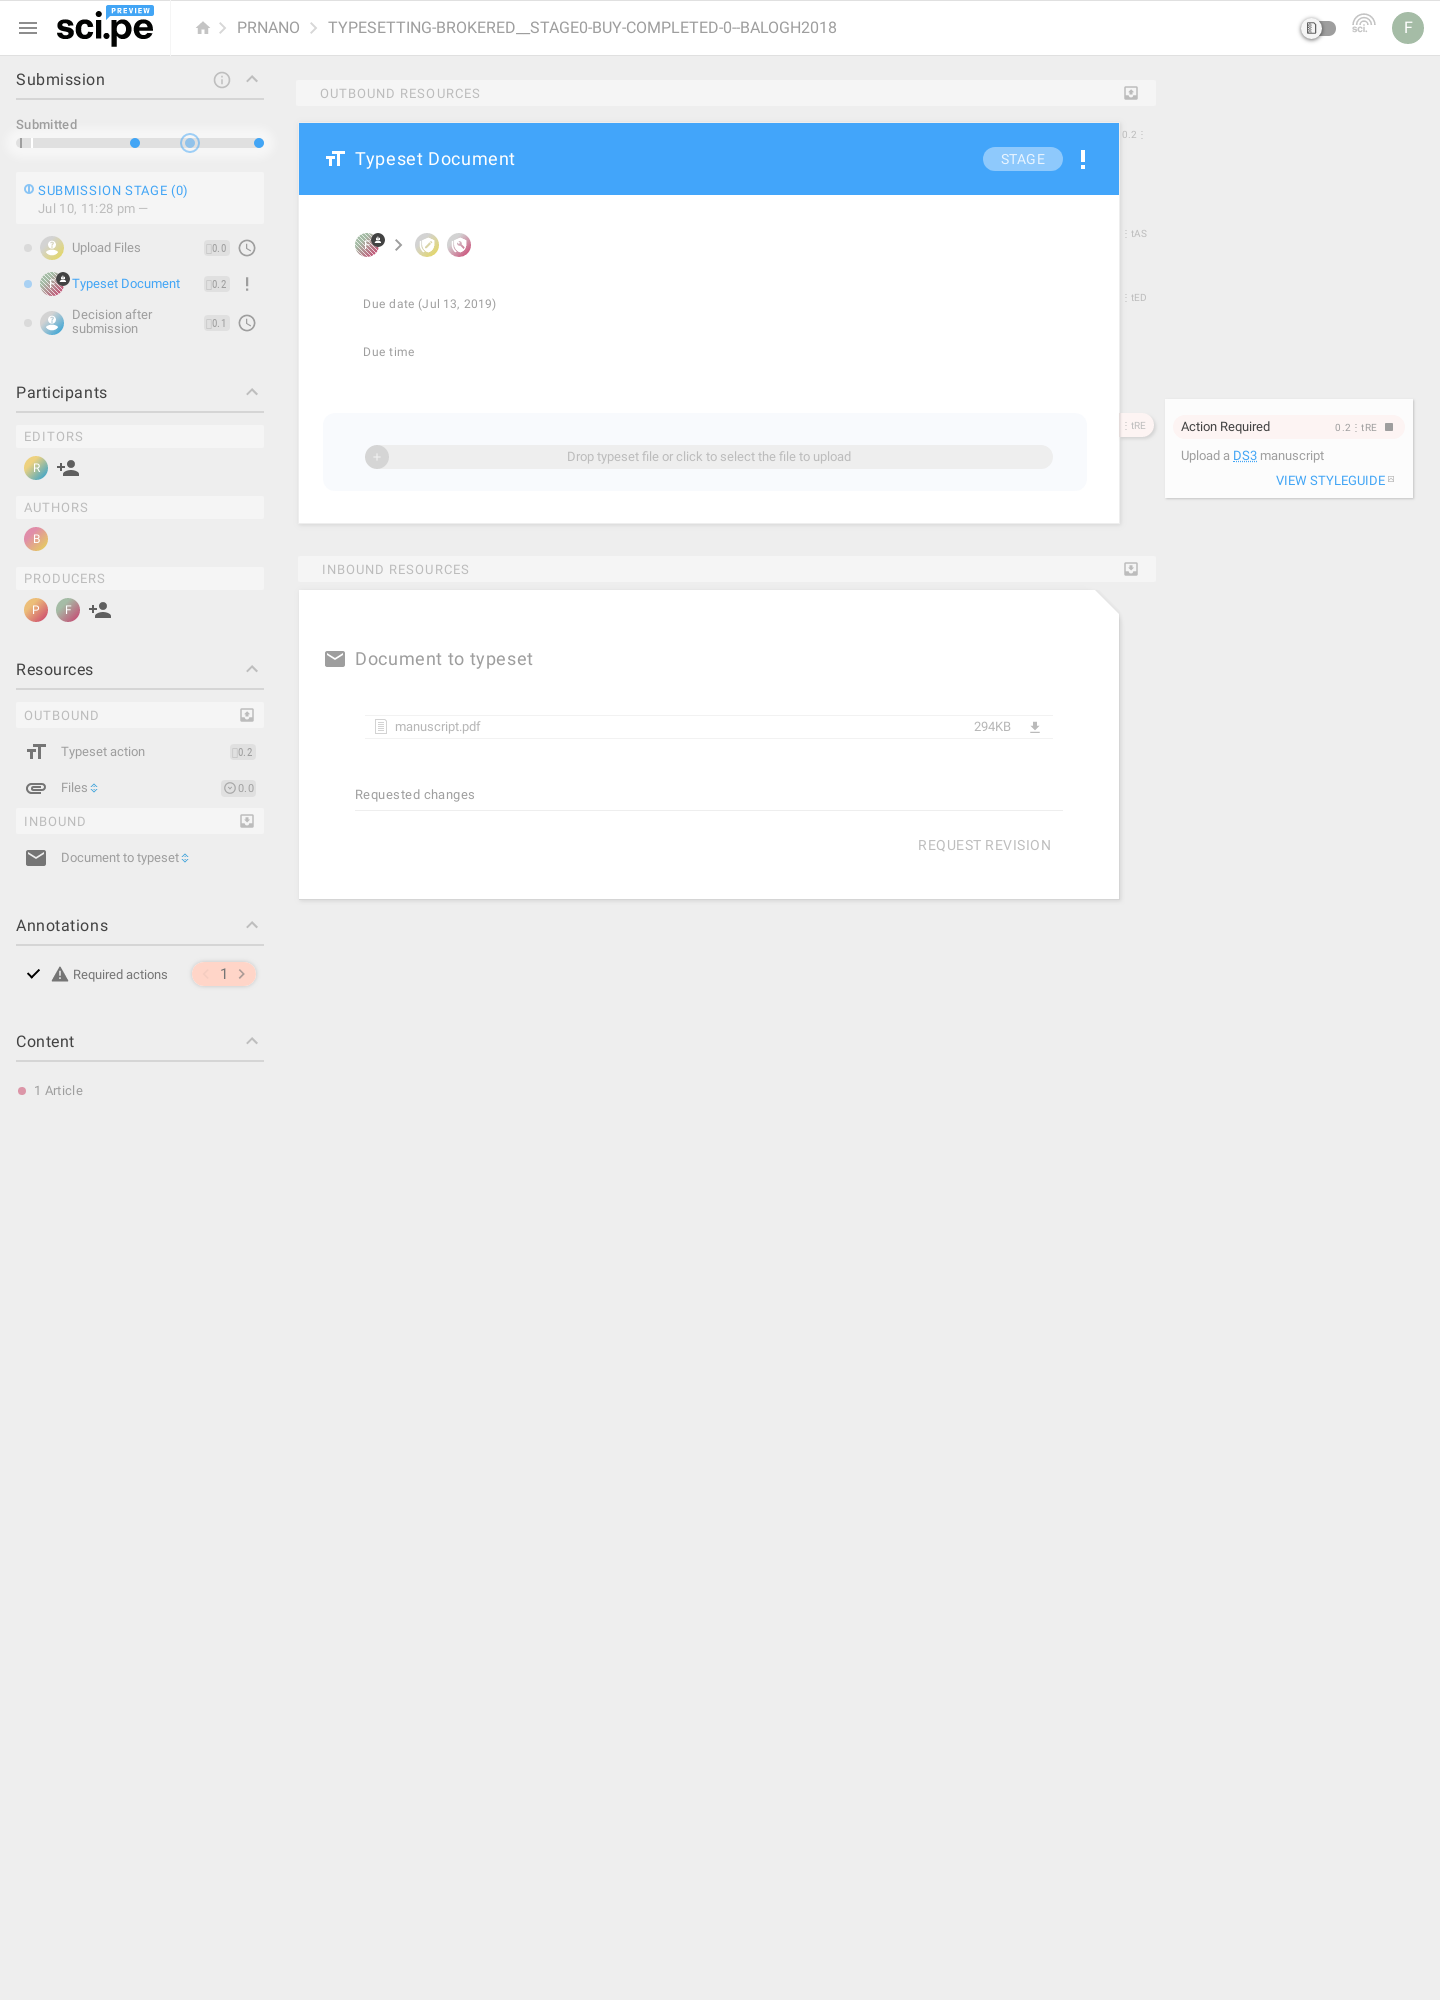 PREVIEW
sci.pe
PRNANO
TYPESETTING-BROKERED__STAGE0-BUY-COMPLETED-0--BALOGH2018
sci.
F
Submission
Submitted
SUBMISSION STAGE (0)
Jul 10, 11:28 pm —
Upload Files
0.0
F
Typeset Document
0.2
Decision after
submission
0.1
Participants
EDITORS
R
AUTHORS
B
PRODUCERS
P
F
Resources
OUTBOUND
Typeset action
0.2
Files
0.0
INBOUND
Document to typeset
Annotations
Required actions
1
Content
1 Article
OUTBOUND RESOURCES
0.2
Typeset Document
STAGE
tAS
F
tED
Due date (Jul 13, 2019)
Due time
tRE
Drop typeset file or click to select the file to upload
Action Required
0.2 ⋮ tRE
Upload a DS3 manuscript
VIEW STYLEGUIDE
INBOUND RESOURCES
Document to typeset
manuscript.pdf
294KB
Requested changes
REQUEST REVISION